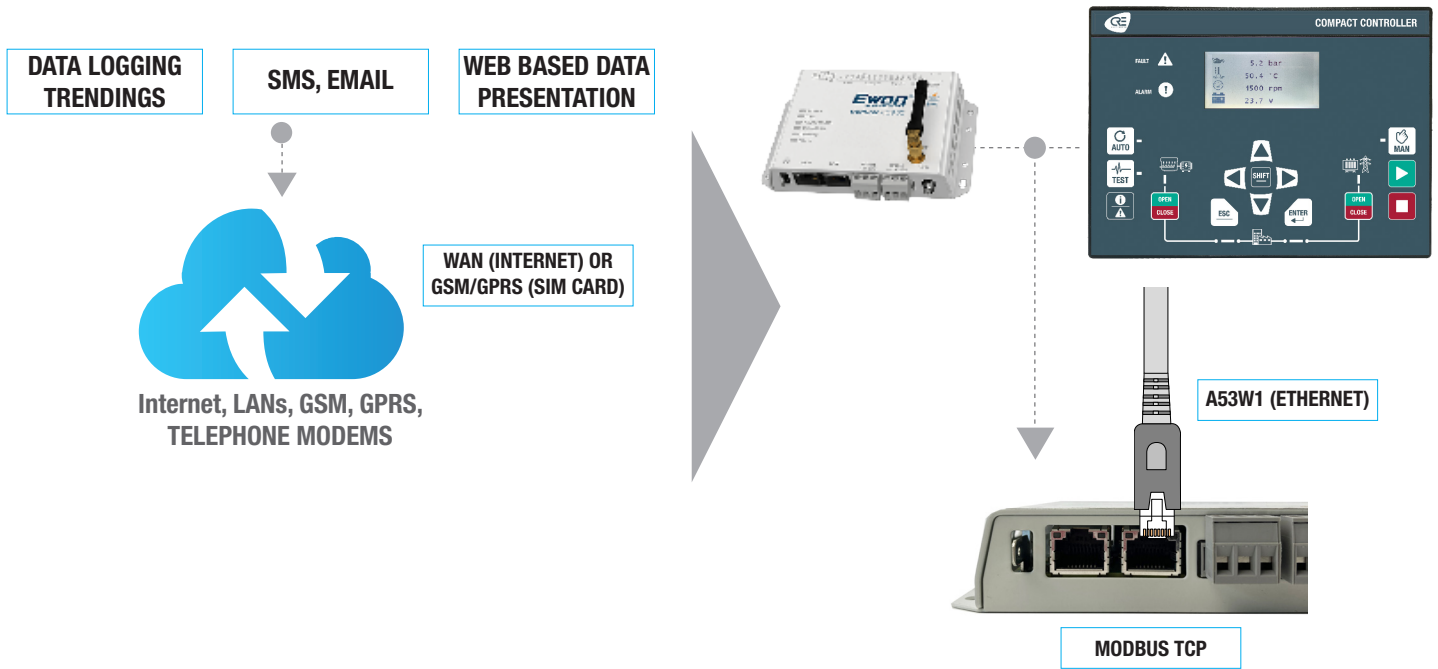 DATA LOGGING
TRENDINGS
SMS, EMAIL
WEB BASED DATA
PRESENTATION
WAN (INTERNET) OR
GSM/GPRS (SIM CARD)
Internet, LANs, GSM, GPRS,
TELEPHONE MODEMS
Ewon
CRE
COMPACT CONTROLLER
FAULT
ALARM
5.2 bar
50.4 °C
1500 rpm
23.7 V
AUTO
TEST
MAN
SHIFT
OPEN
CLOSE
ESC
ENTER
OPEN
CLOSE
A53W1 (ETHERNET)
MODBUS TCP